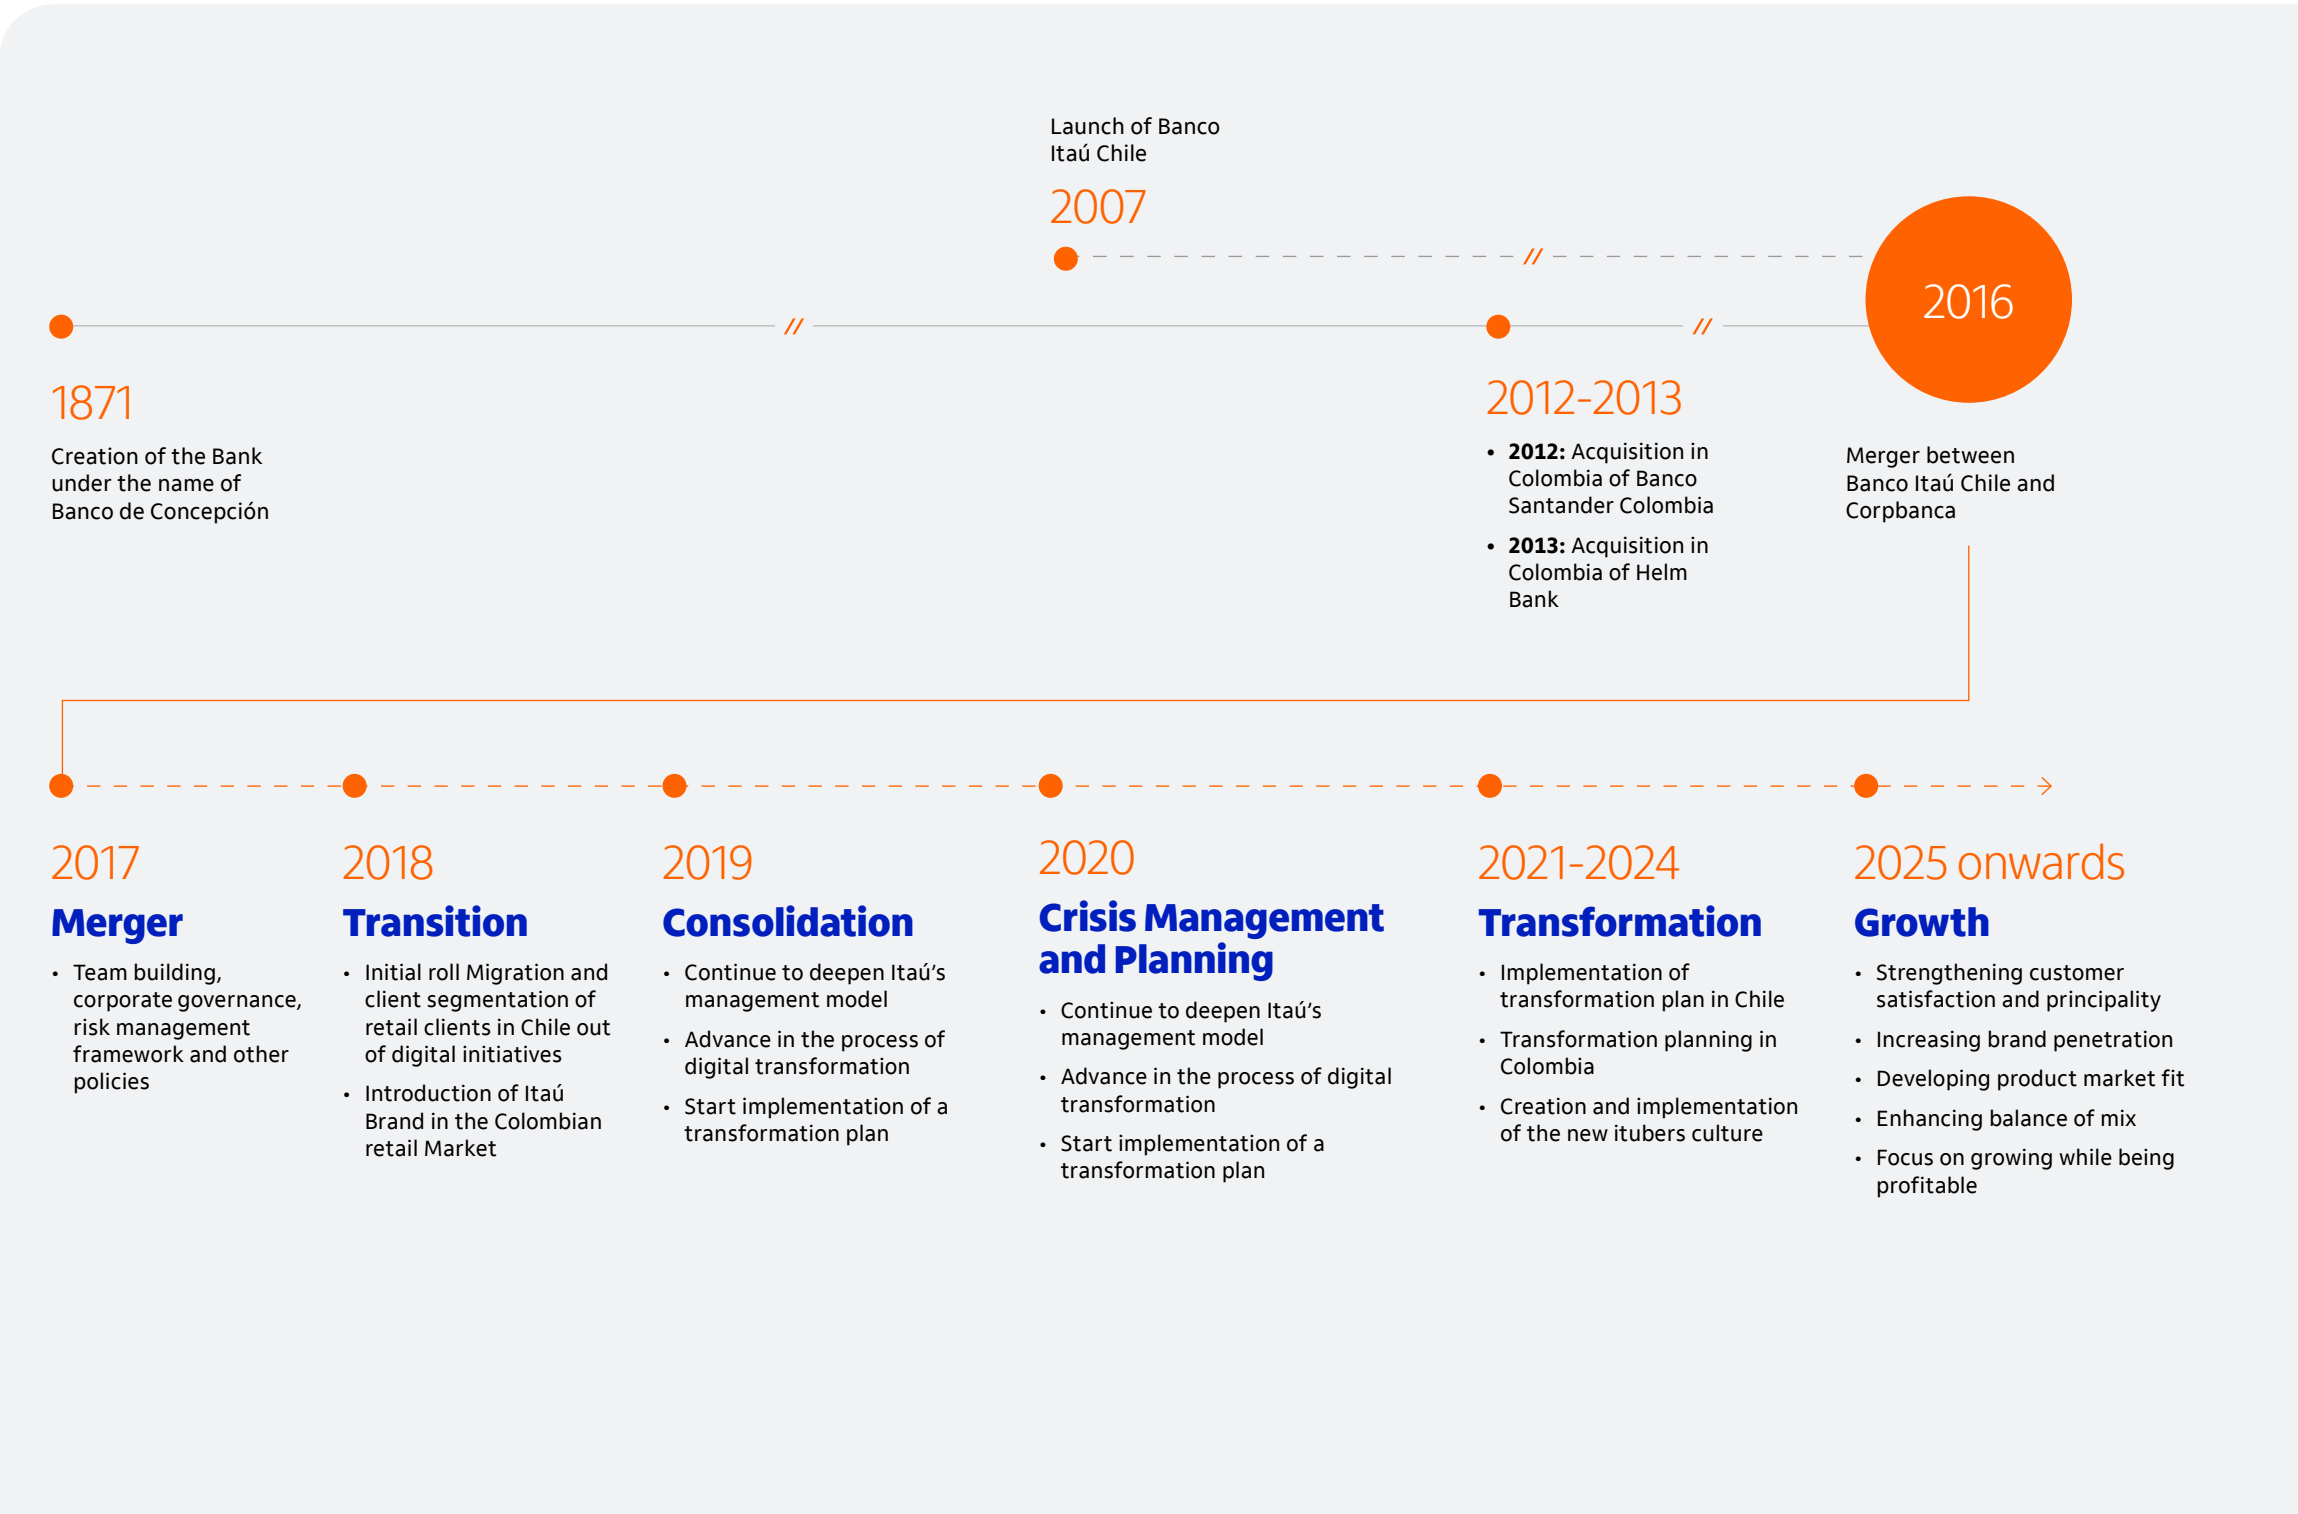 Launch of Banco
Itaú Chile
2007
2016
1871
Creation of the Bank
under the name of
Banco de Concepción
2012-2013
• 2012: Acquisition in
Colombia of Banco
Santander Colombia
• 2013: Acquisition in
Colombia of Helm
Bank
Merger between
Banco Itaú Chile and
Corpbanca
2017
Merger
• Team building,
corporate governance,
risk management
framework and other
policies
2018
Transition
• Initial roll Migration and
client segmentation of
retail clients in Chile out
of digital initiatives
• Introduction of Itaú
Brand in the Colombian
retail Market
2019
Consolidation
• Continue to deepen Itaú’s
management model
• Advance in the process of
digital transformation
• Start implementation of a
transformation plan
2020
Crisis Management
and Planning
• Continue to deepen Itaú’s
management model
• Advance in the process of digital
transformation
• Start implementation of a
transformation plan
2021-2024
Transformation
• Implementation of
transformation plan in Chile
• Transformation planning in
Colombia
• Creation and implementation
of the new itubers culture
2025 onwards
Growth
• Strengthening customer
satisfaction and principality
• Increasing brand penetration
• Developing product market fit
• Enhancing balance of mix
• Focus on growing while being
profitable